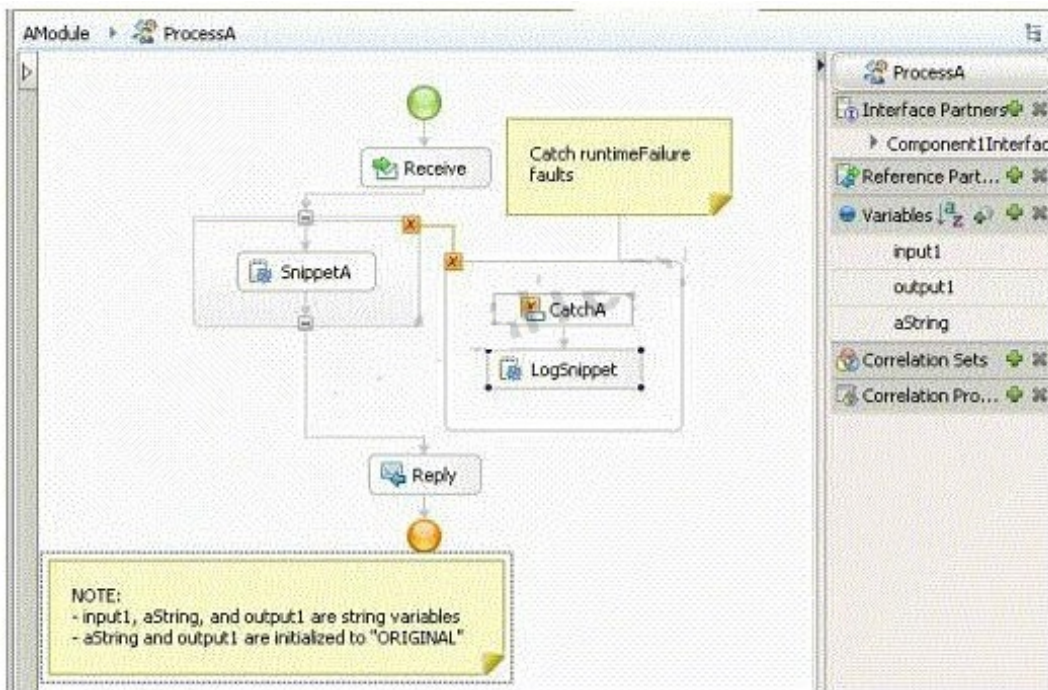 AModule ProcessA
ProcessA
Interface Partners
Component1Interfac
Reference Part...
Variables
input1
output1
aString
Correlation Sets
Correlation Pro...
Receive
Catch runtimeFailure
faults
SnippetA
CatchA
LogSnippet
Reply
NOTE:
- input1, aString, and output1 are string variables
- aString and output1 are initialized to "ORIGINAL"